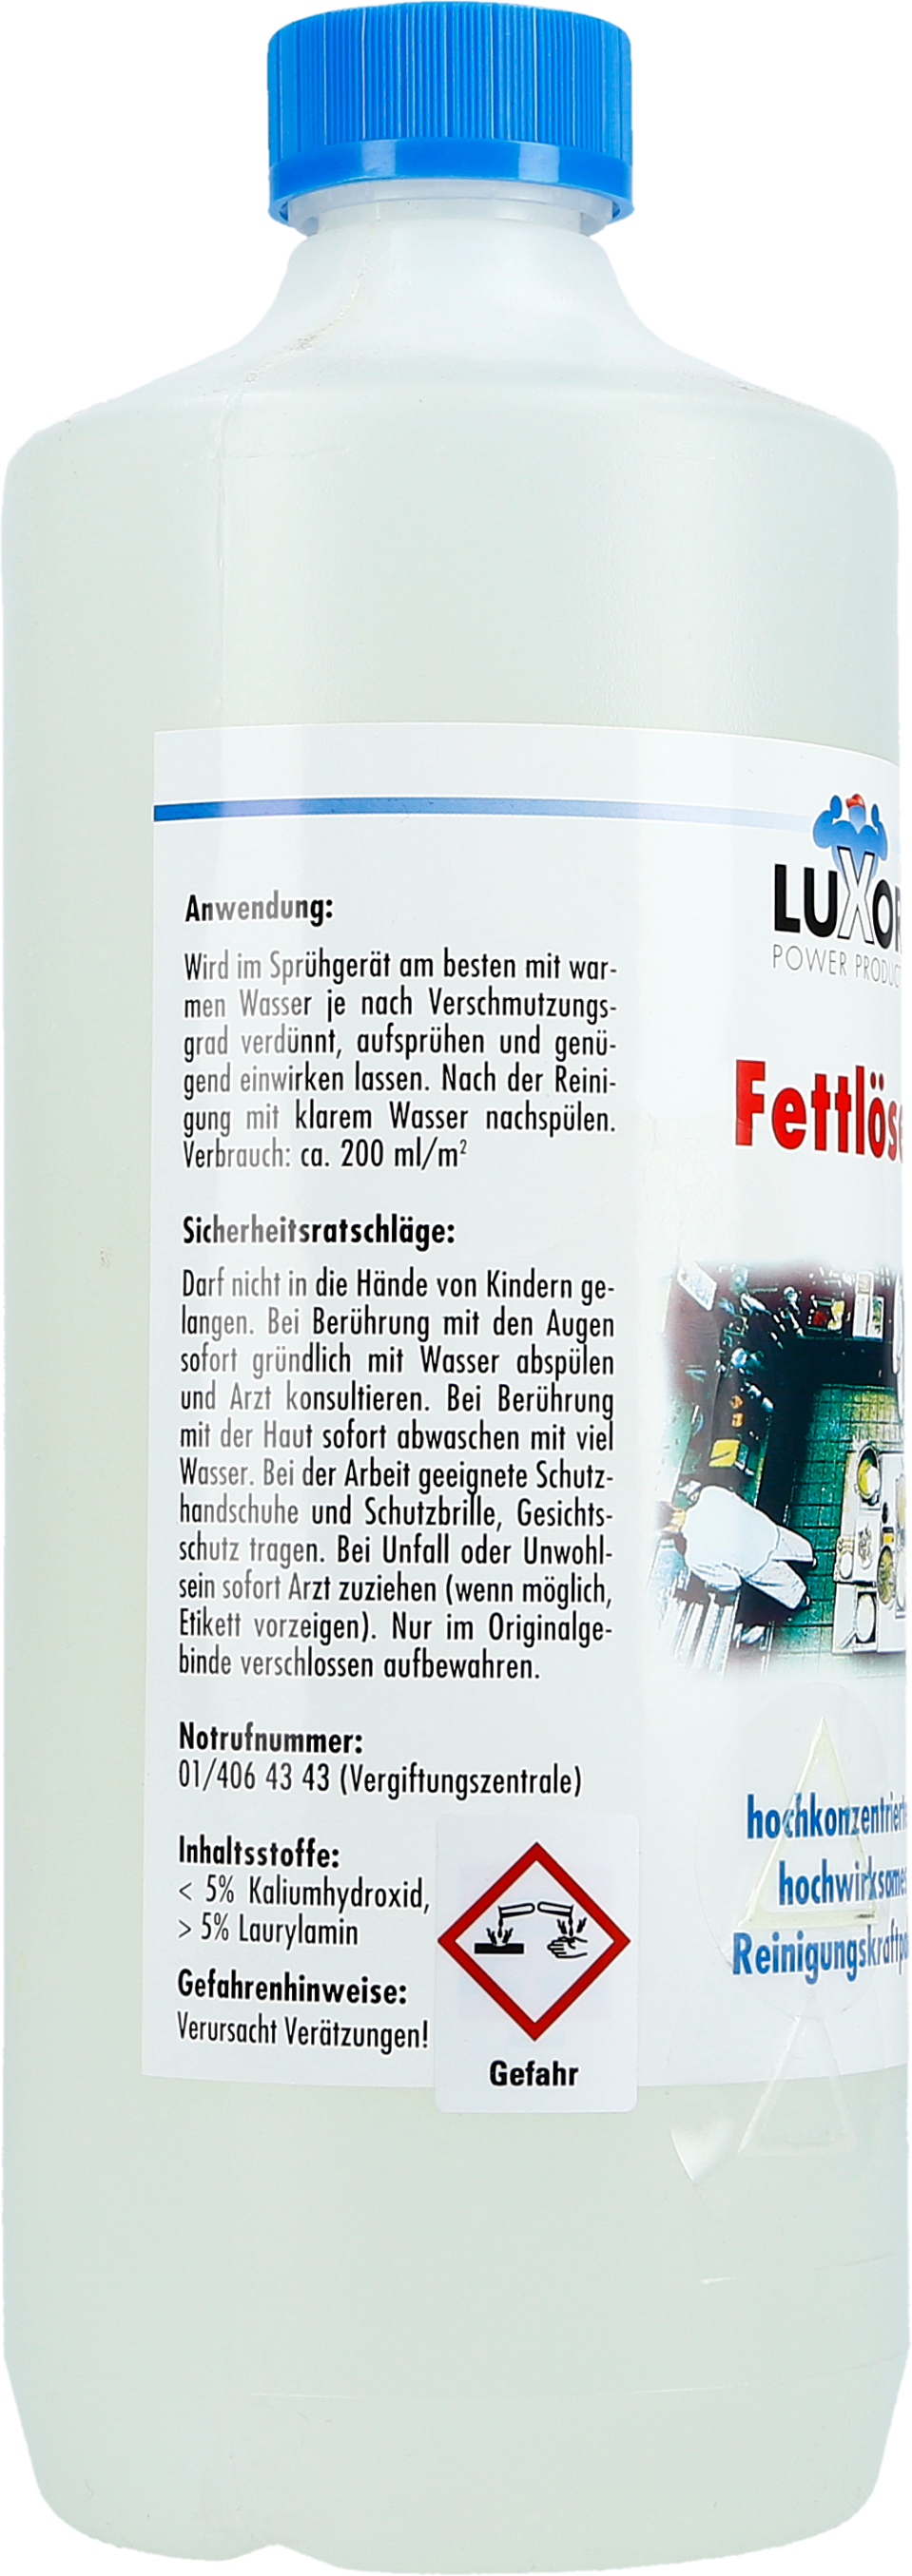 Anwendung:
Wird im Sprühgerät am besten mit war-
men Wasser je nach Verschmutzungs-
grad verdünnt, aufsprühen und genü-
gend einwirken lassen. Nach der Reini-
gung mit klarem Wasser nachspülen.
Verbrauch: ca. 200 ml/m²
Sicherheitsratschläge:
Darf nicht in die Hände von Kindern ge-
langen. Bei Berührung mit den Augen
sofort gründlich mit Wasser abspülen
und Arzt konsultieren. Bei Berührung
mit der Haut sofort abwaschen mit viel
Wasser. Bei der Arbeit geeignete Schutz-
handschuhe und Schutzbrille, Gesichts-
schutz tragen. Bei Unfall oder Unwohl-
sein sofort Arzt zuziehen (wenn möglich,
Etikett vorzeigen). Nur im Originalge-
binde verschlossen aufbewahren.
Notrufnummer:
01/406 43 43 (Vergiftungszentrale)
Inhaltsstoffe:
< 5% Kaliumhydroxid,
> 5% Laurylamin
Gefahrenhinweise:
Verursacht Verätzungen!
Gefahr
LUXOR
POWER PRODUCT
Fettlöse
hochkonzentrierte
hochwirksames
Reinigungskraftpa